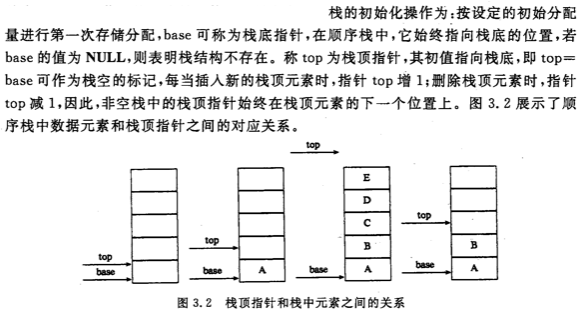 栈的初始化操作为:按设定的初始分配
量进行第一次存储分配,base 可称为栈底指针,在顺序栈中,它始终指向栈底的位置,若
base 的值为 NULL,则表明栈结构不存在。称 top 为栈顶指针,其初值指向栈底,即 top=
base 可作为栈空的标记,每当插入新的栈顶元素时,指针 top 增 1;删除栈顶元素时,指针
top 减 1,因此,非空栈中的栈顶指针始终在栈顶元素的下一个位置上。图 3.2 展示了顺
序栈中数据元素和栈顶指针之间的对应关系。
top
E
D
C
top
top
B
B
top
base
base
A
base
A
base
A
图 3.2 栈顶指针和栈中元素之间的关系